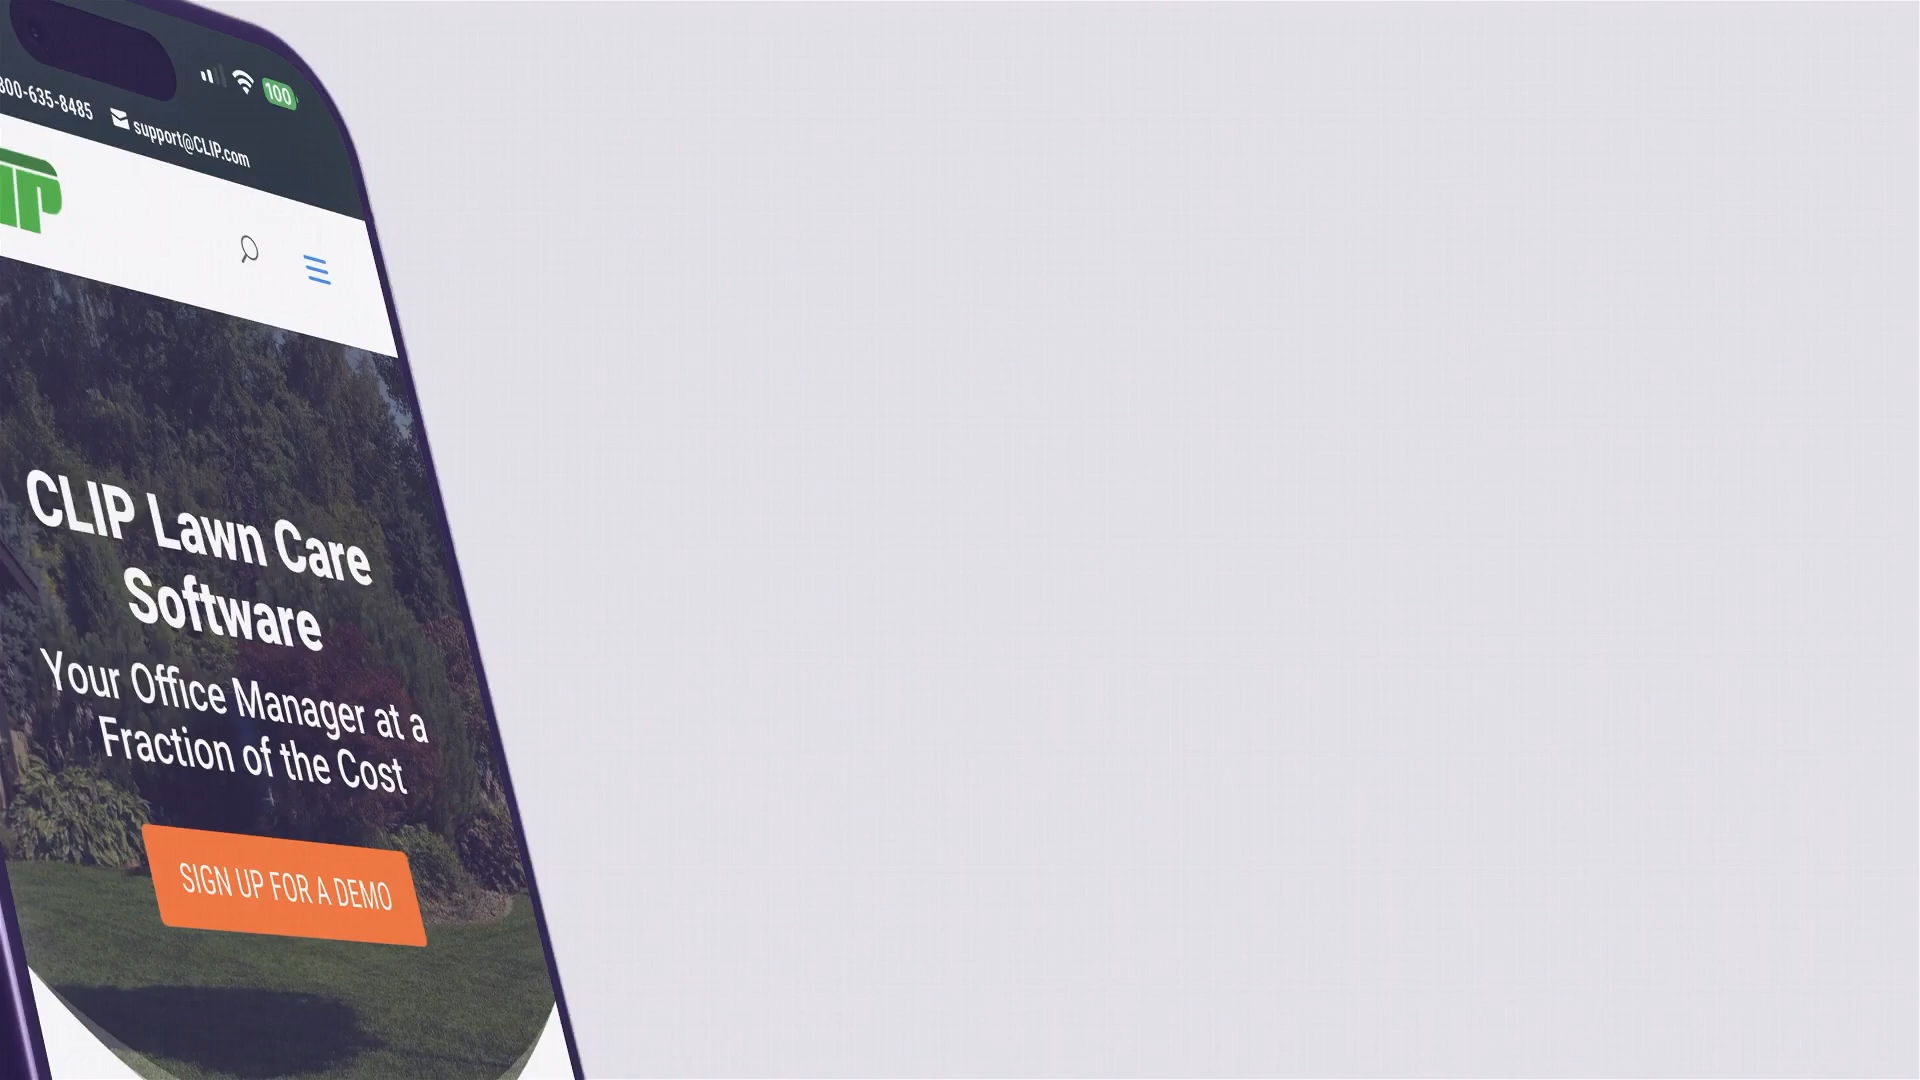 800-635-8485 support@CLIP.com
100
CLIP Lawn Care
Software
Your Office Manager at a
Fraction of the Cost
SIGN UP FOR A DEMO